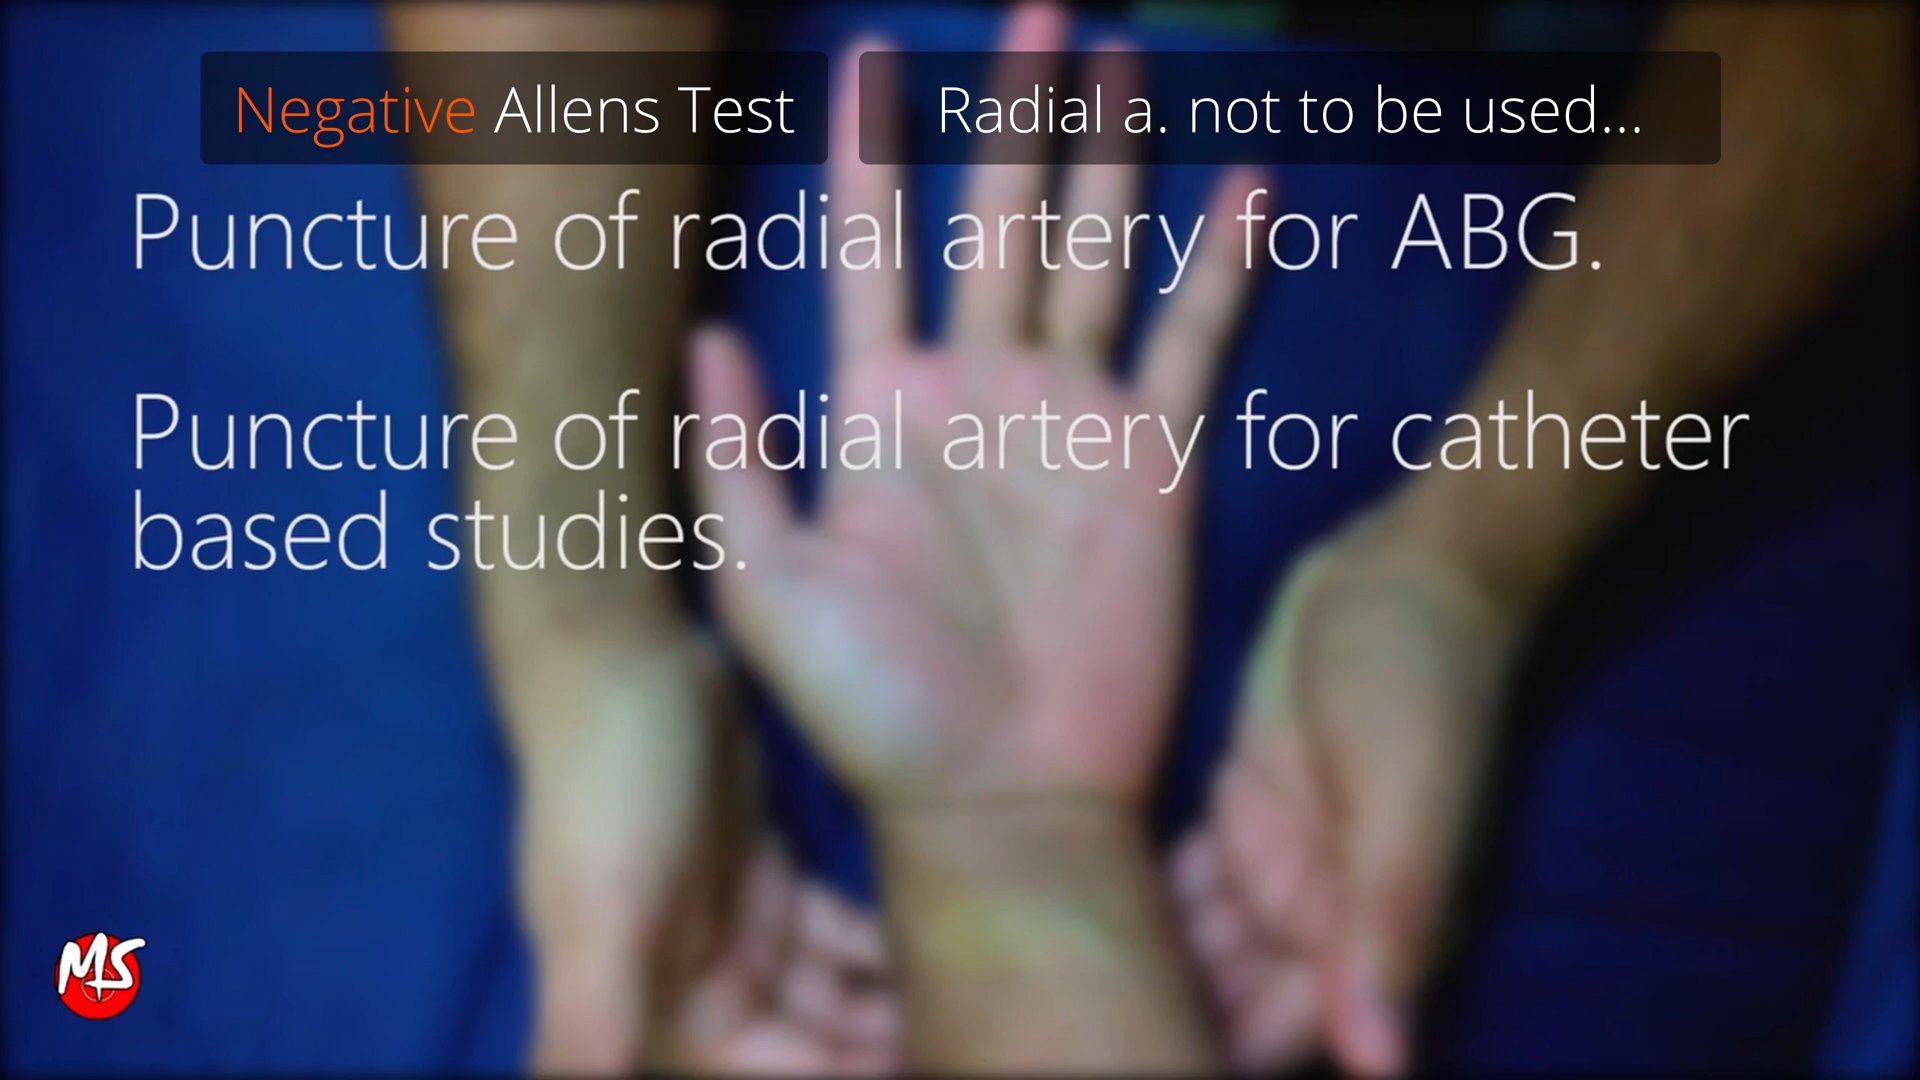 Negative Allens Test
Radial a. not to be used...
Puncture of radial artery for ABG.
Puncture of radial artery for catheter
based studies.
MS